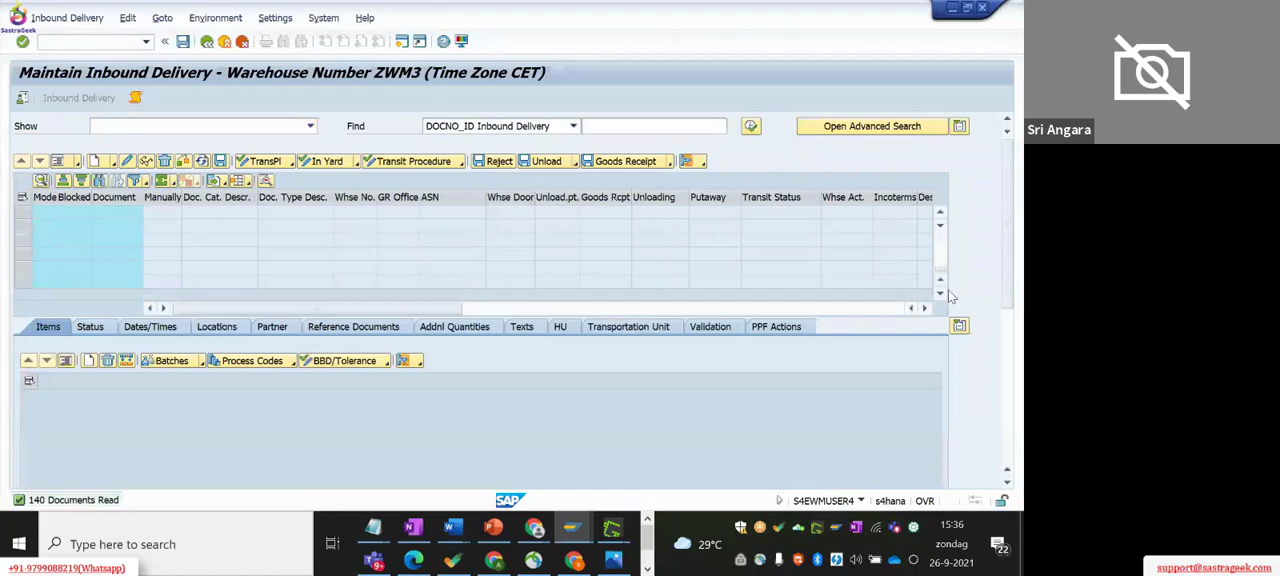 Inbound Delivery Edit Goto Environment Settings System Help
SastraGeek
Maintain Inbound Delivery - Warehouse Number ZWM3 (Time Zone CET)
Inbound Delivery
Show Find DOCNO_ID Inbound Delivery Open Advanced Search
TransPl In Yard Transit Procedure Reject Unload Goods Receipt
Mode Blocked Document Manually Doc. Cat. Descr. Doc. Type Desc. Whse No. GR Office ASN Whse Door Unload.pt. Goods Rcpt Unloading Putaway Transit Status Whse Act. Incoterms Des
Items Status Dates/Times Locations Partner Reference Documents Addnl Quantities Texts HU Transportation Unit Validation PPF Actions
Batches Process Codes BBD/Tolerance
140 Documents Read SAP S4EWMUSER4 s4hana OVR
Sri Angara
Type here to search
29°C
15:36
zondag
26-9-2021
22
+91-9799088219(Whatsapp)
support@sastrageek.com